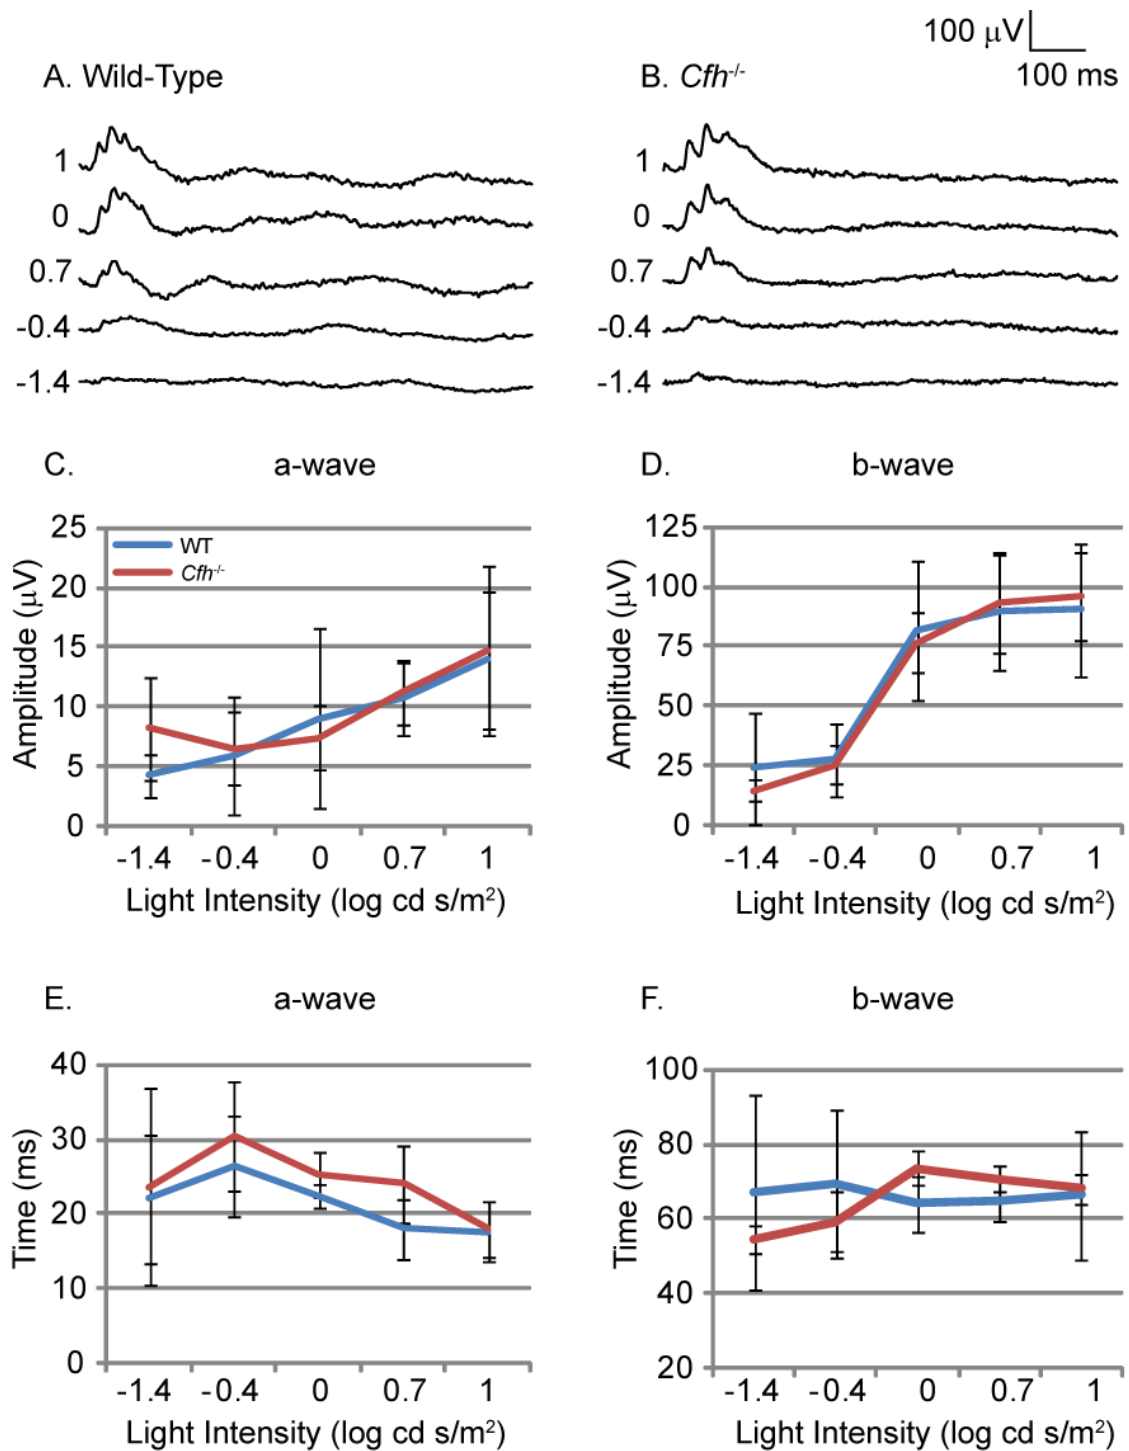 100 μV
100 ms
A. Wild-Type
B. Cfh-/-
1
0
0.7
-0.4
-1.4
1
0
0.7
-0.4
-1.4
C. a-wave
25
20
15
10
5
0
Amplitude (μV)
WT
Cfh-/-
-1.4 -0.4 0 0.7 1
Light Intensity (log cd s/m²)
D. b-wave
125
100
75
50
25
0
Amplitude (μV)
-1.4 -0.4 0 0.7 1
Light Intensity (log cd s/m²)
E. a-wave
40
30
20
10
0
Time (ms)
-1.4 -0.4 0 0.7 1
Light Intensity (log cd s/m²)
F. b-wave
100
80
60
40
20
Time (ms)
-1.4 -0.4 0 0.7 1
Light Intensity (log cd s/m²)